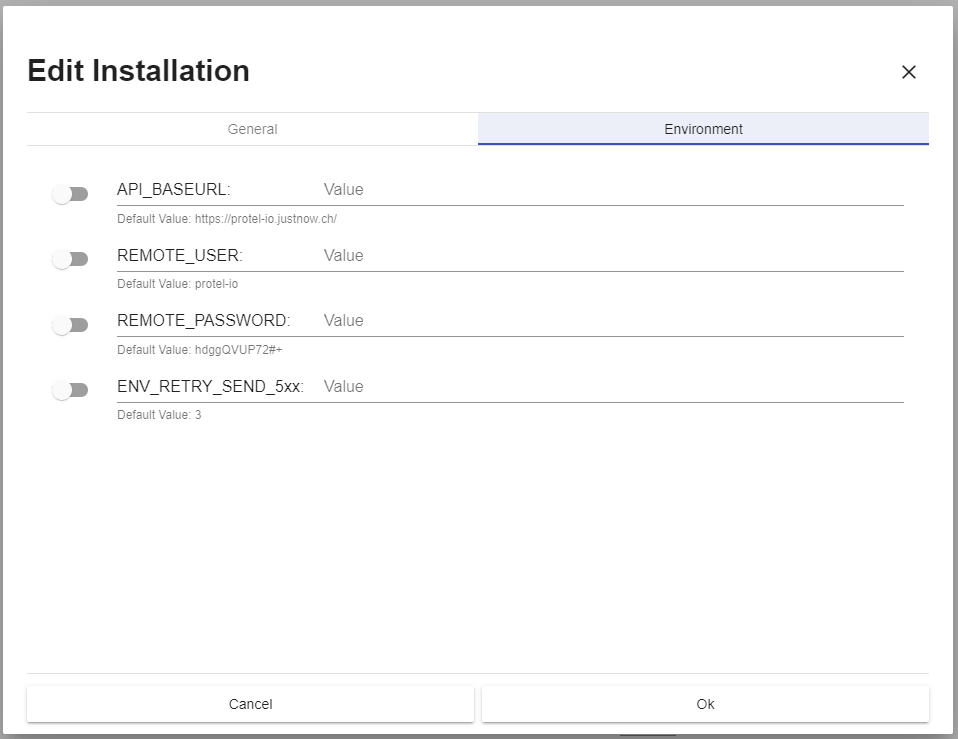 Edit Installation
General
Environment
API_BASEURL: Value
Default Value: https://protel-io.justnow.ch/
REMOTE_USER: Value
Default Value: protel-io
REMOTE_PASSWORD: Value
Default Value: hdggQVUP72#+
ENV_RETRY_SEND_5xx: Value
Default Value: 3
Cancel
Ok